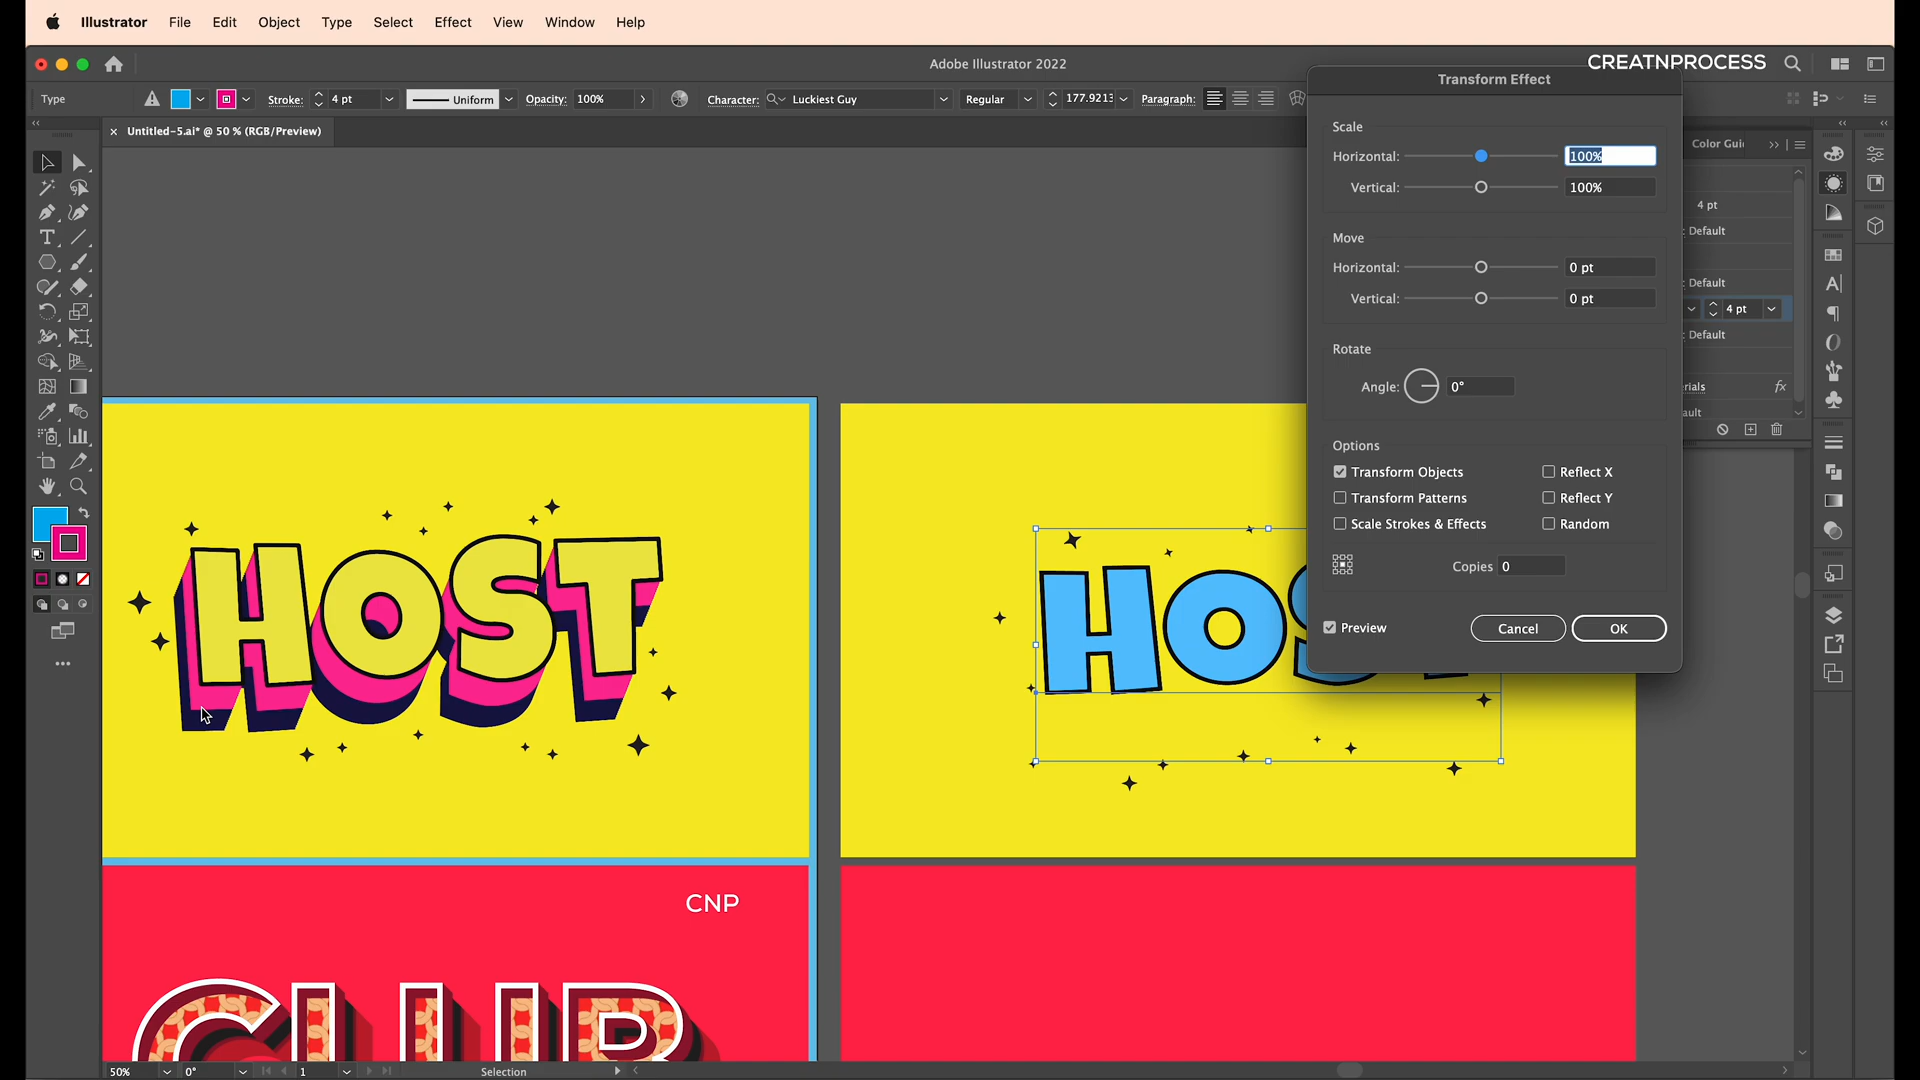 Illustrator File Edit Object Type Select Effect View Window Help
Adobe Illustrator 2022
CREATNPROCESS
Type Stroke: 4 pt Uniform Opacity: 100% Character: Luckiest Guy Regular 177.9213 Paragraph:
Untitled-5.ai* @ 50 % (RGB/Preview)
Transform Effect
Scale
Horizontal: 100%
Vertical: 100%
Move
Horizontal: 0 pt
Vertical: 0 pt
Rotate
Angle: 0°
Options
Transform Objects Reflect X
Transform Patterns Reflect Y
Scale Strokes & Effects Random
Copies 0
Preview Cancel OK
Color Gui
4 pt
: Default
: Default
4 pt
: Default
erials fx
ault
HOST
HOS
CNP
CLUB
50% 0° 1 Selection